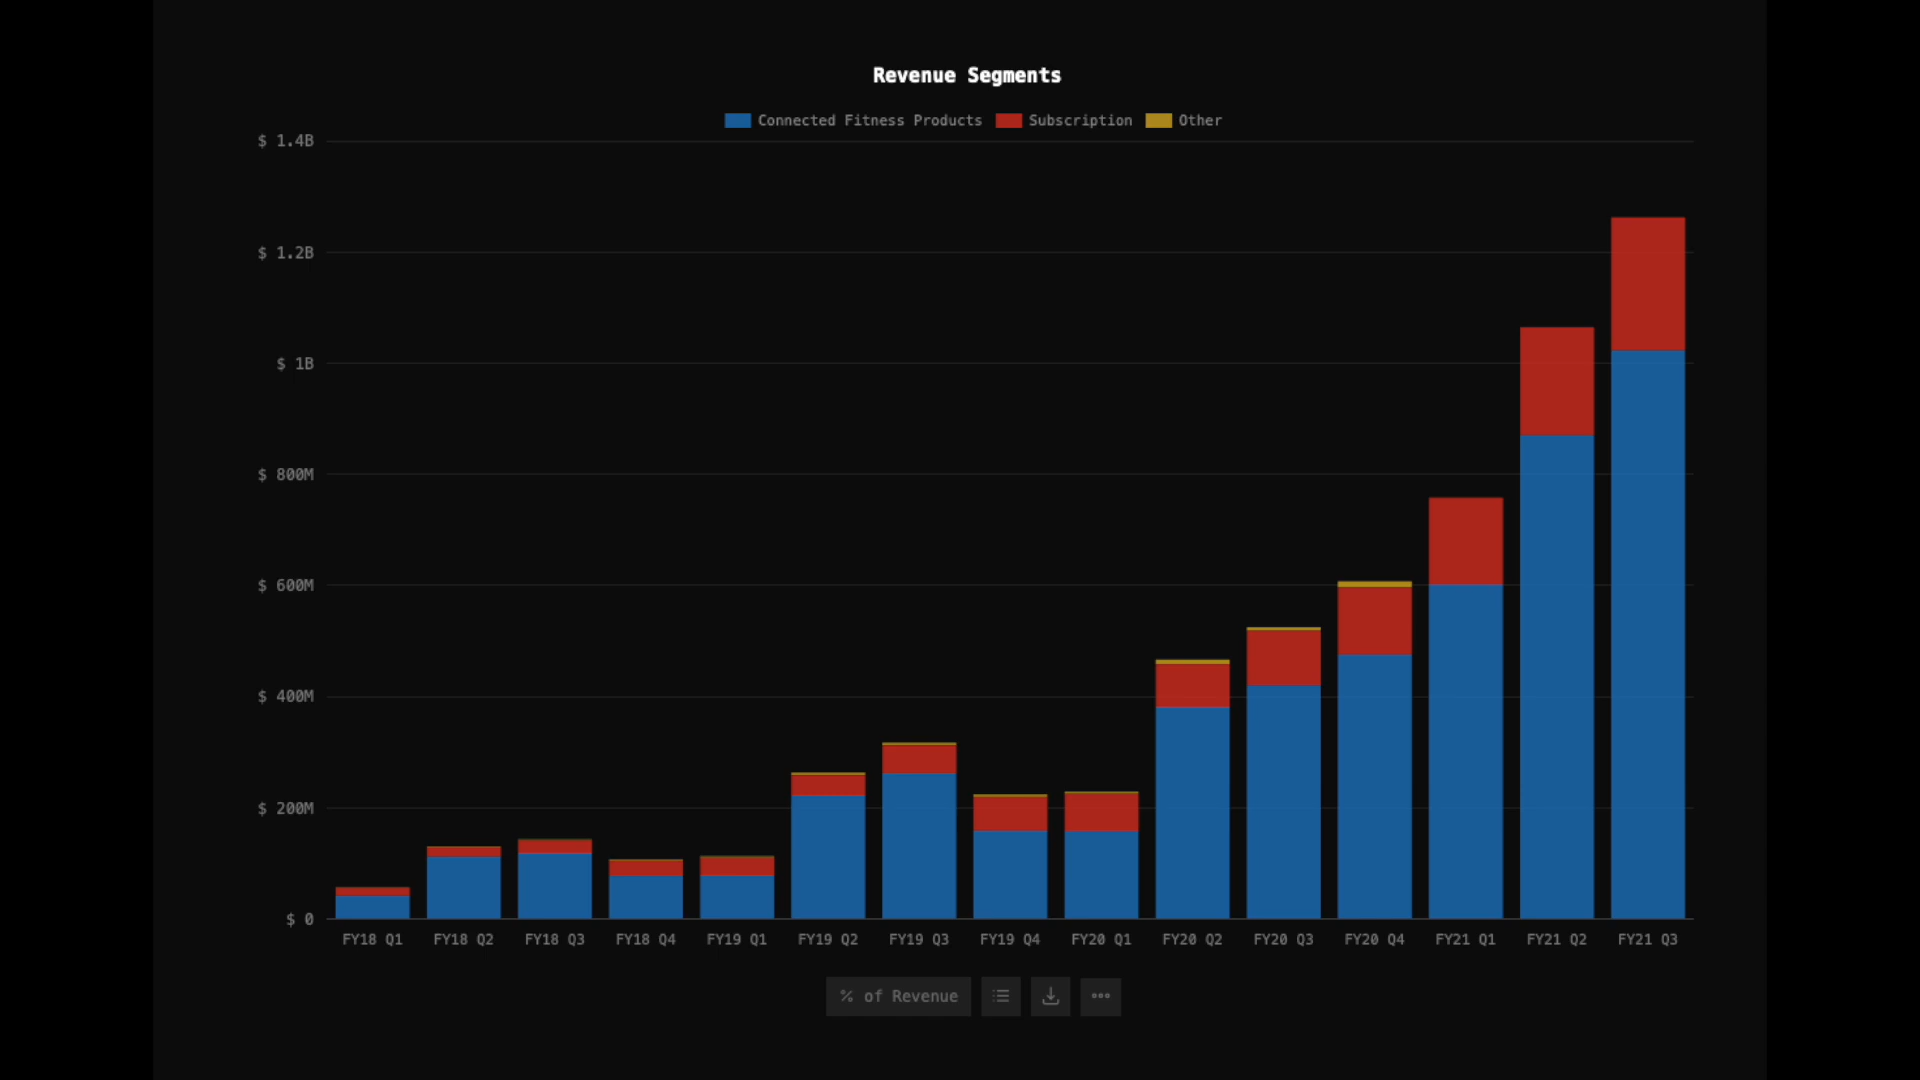 Revenue Segments
Connected Fitness Products Subscription Other
$ 1.4B
$ 1.2B
$ 1B
$ 800M
$ 600M
$ 400M
$ 200M
$ 0
FY18 Q1 FY18 Q2 FY18 Q3 FY18 Q4 FY19 Q1 FY19 Q2 FY19 Q3 FY19 Q4 FY20 Q1 FY20 Q2 FY20 Q3 FY20 Q4 FY21 Q1 FY21 Q2 FY21 Q3
% of Revenue